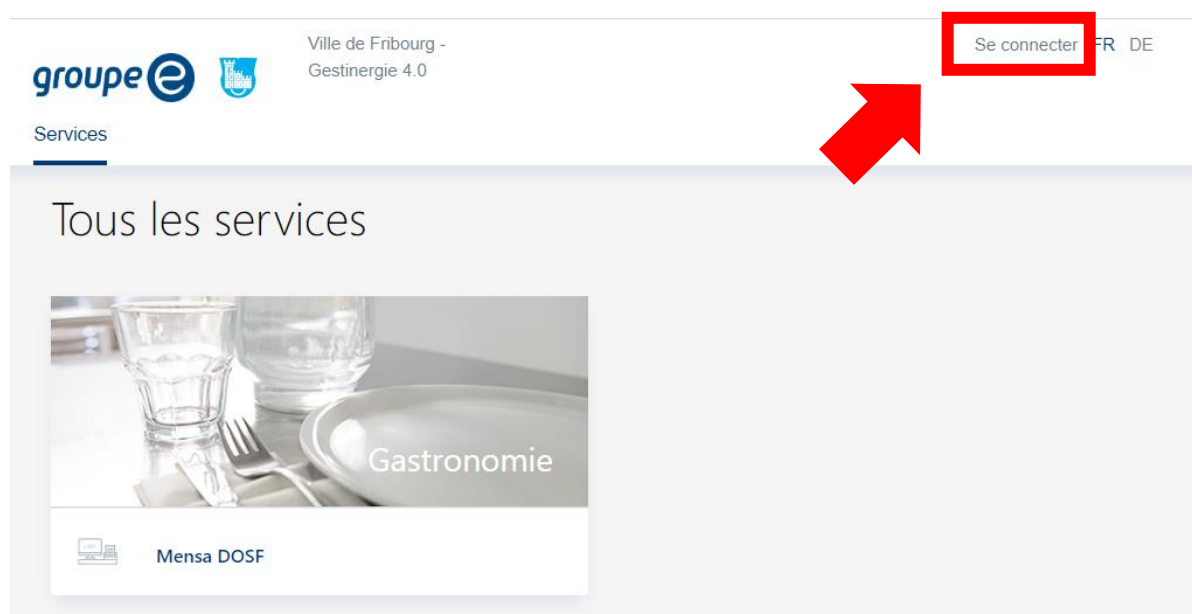 groupe e
Ville de Fribourg -
Gestinergie 4.0
Se connecter FR DE
Services
Tous les services
Gastronomie
Mensa DOSF